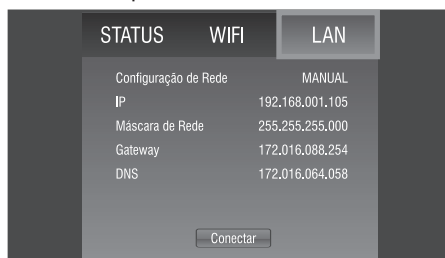 STATUS WIFI LAN
Configuração de Rede MANUAL
IP 192.168.001.105
Máscara de Rede 255.255.255.000
Gateway 172.016.088.254
DNS 172.016.064.058
Conectar